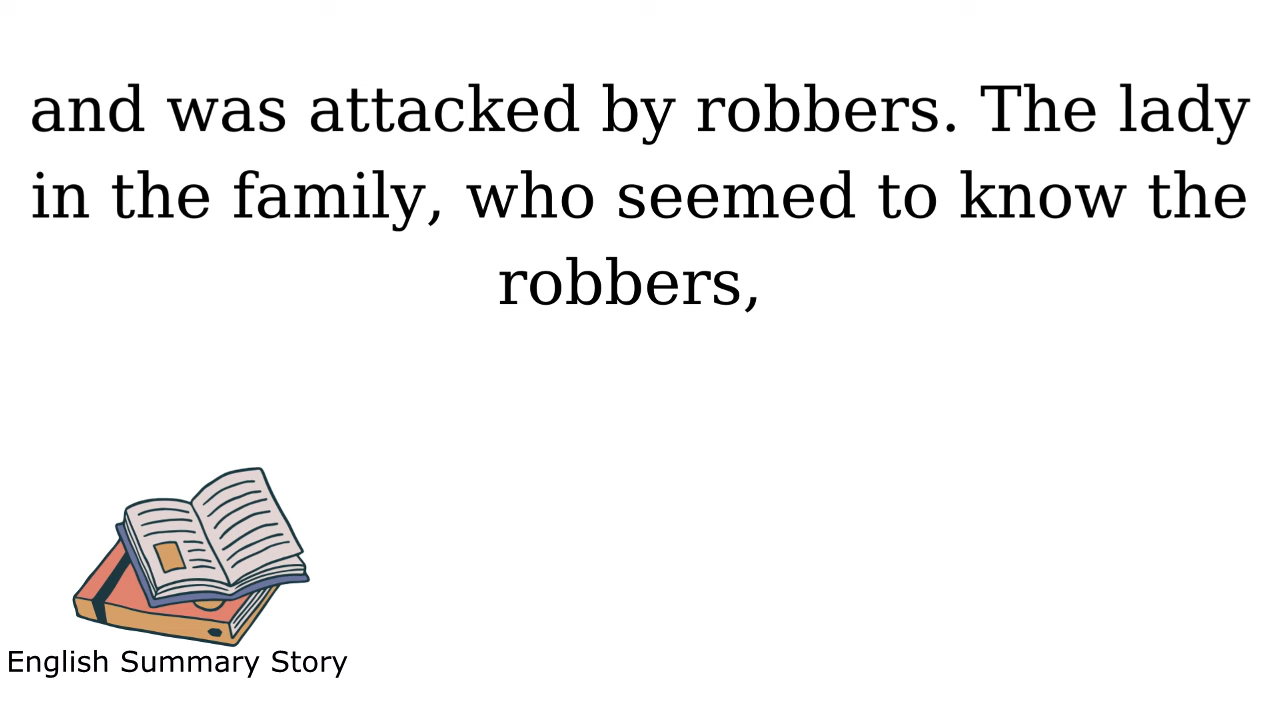 and was attacked by robbers. The lady
in the family, who seemed to know the
robbers,
English Summary Story